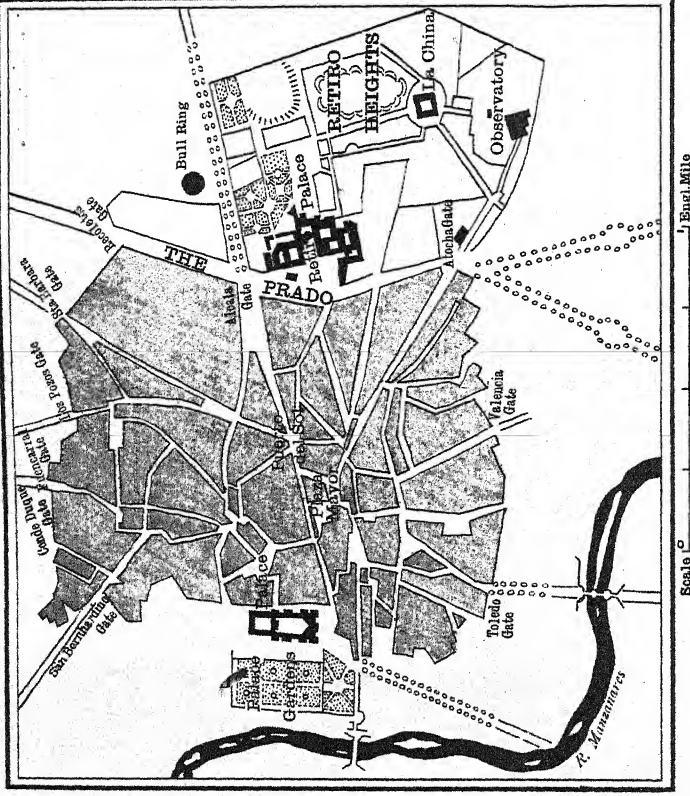 Bull Ring
RETIRO
HEIGHTS
La China
Observatory
Recoletos
Gate
THE
PRADO
Retiro
Palace
Atocha Gate
Sta Barbara
Gate
Alcala
Gate
los Pozos Gate
Fuencarral
Gate
Conde Duque
Gate
San Bernardino
Gate
Puerto
del Sol
Plaza
Mayor
Palace
Valencia
Gate
Toledo
Gate
Palace
Gardens
R. Manzanares
Scale
0
1 Engl. Mile